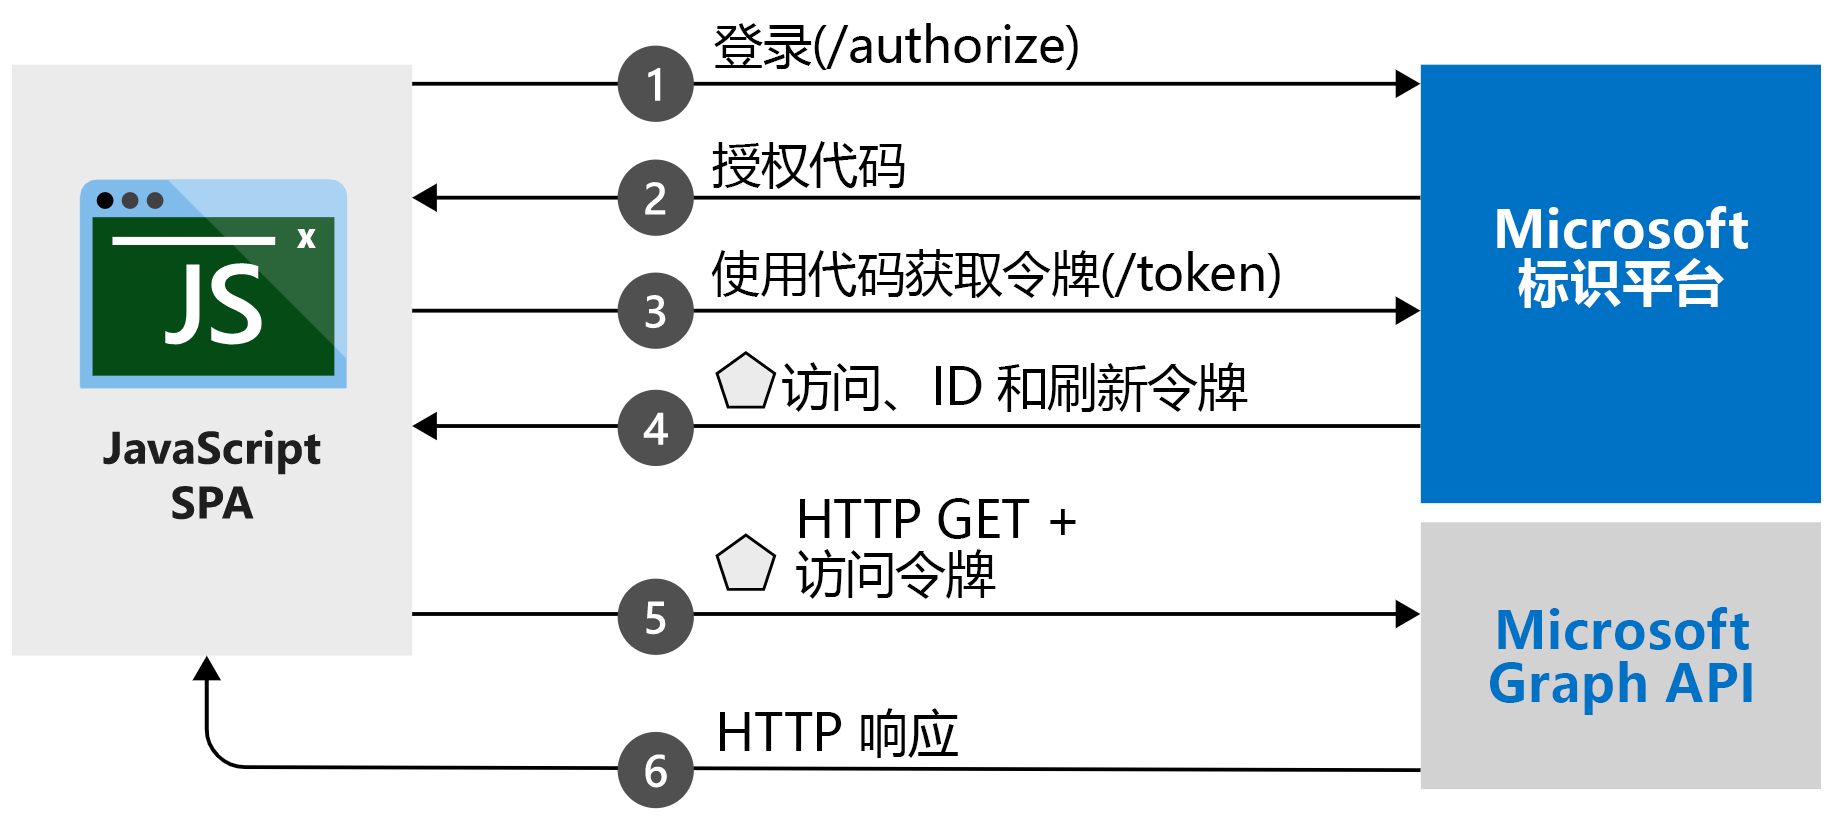 登录(/authorize)
1
授权代码
2
使用代码获取令牌(/token)
3
访问、ID 和刷新令牌
4
HTTP GET +
访问令牌
5
HTTP 响应
6
x
JS
JavaScript
SPA
Microsoft
标识平台
Microsoft
Graph API